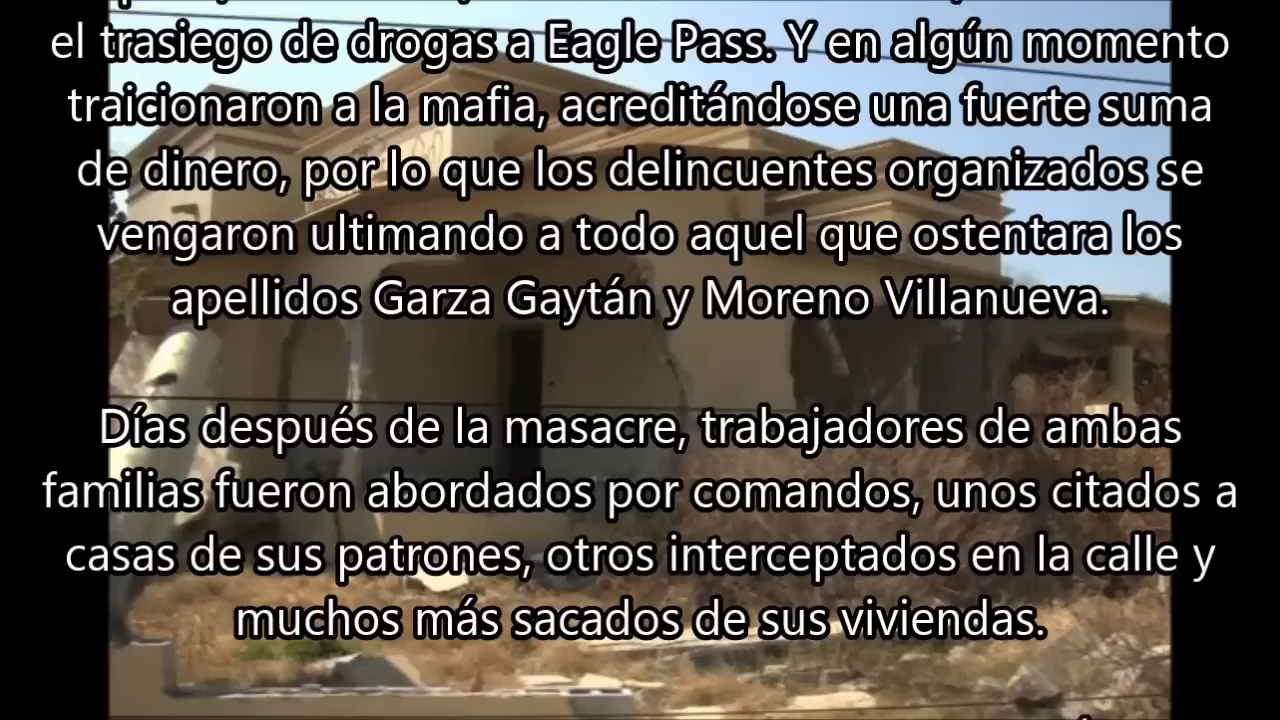 el trasiego de drogas a Eagle Pass. Y en algún momento
traicionaron a la mafia, acreditándose una fuerte suma
de dinero, por lo que los delincuentes organizados se
vengaron ultimando a todo aquel que ostentara los
apellidos Garza Gaytán y Moreno Villanueva.
Días después de la masacre, trabajadores de ambas
familias fueron abordados por comandos, unos citados a
casas de sus patrones, otros interceptados en la calle y
muchos más sacados de sus viviendas.